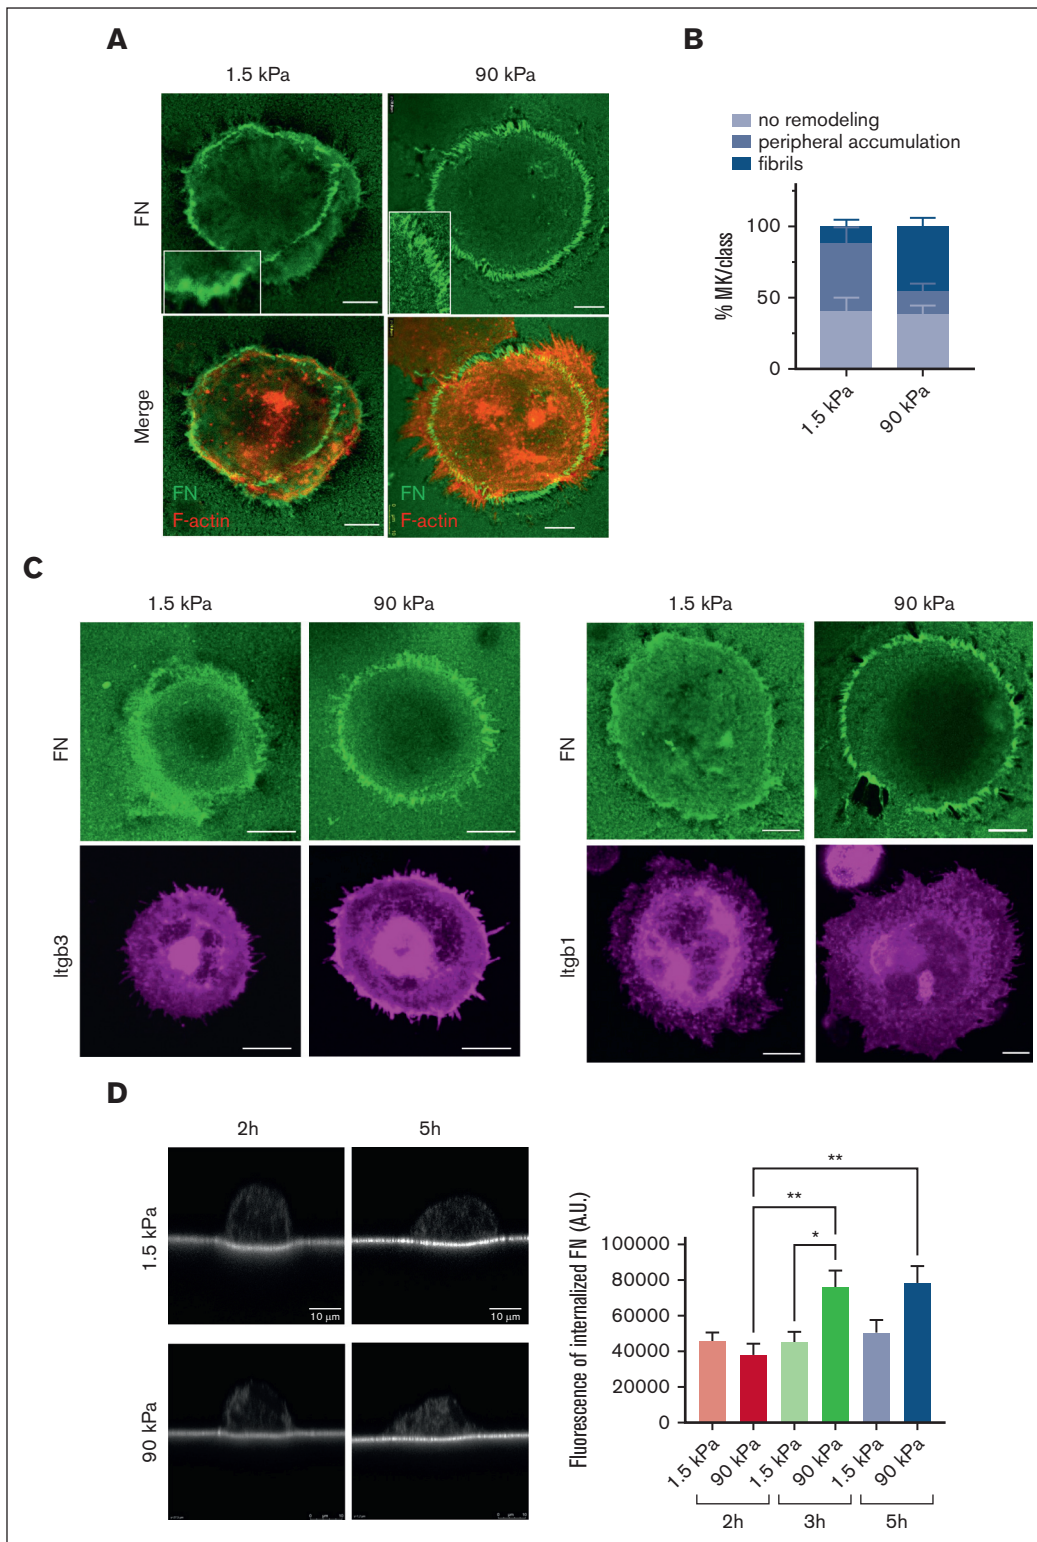 A
1.5 kPa
90 kPa
FN
Merge
FN
F-actin
FN
F-actin
B
no remodeling
peripheral accumulation
fibrils
% MK/class
100
50
0
1.5 kPa
90 kPa
C
1.5 kPa
90 kPa
1.5 kPa
90 kPa
FN
FN
Itgb3
Itgb1
D
2h
5h
1.5 kPa
90 kPa
10 µm
10 µm
Fluorescence of internalized FN (A.U.)
**
**
*
100000
80000
60000
40000
20000
0
1.5 kPa
90 kPa
1.5 kPa
90 kPa
1.5 kPa
90 kPa
2h
3h
5h